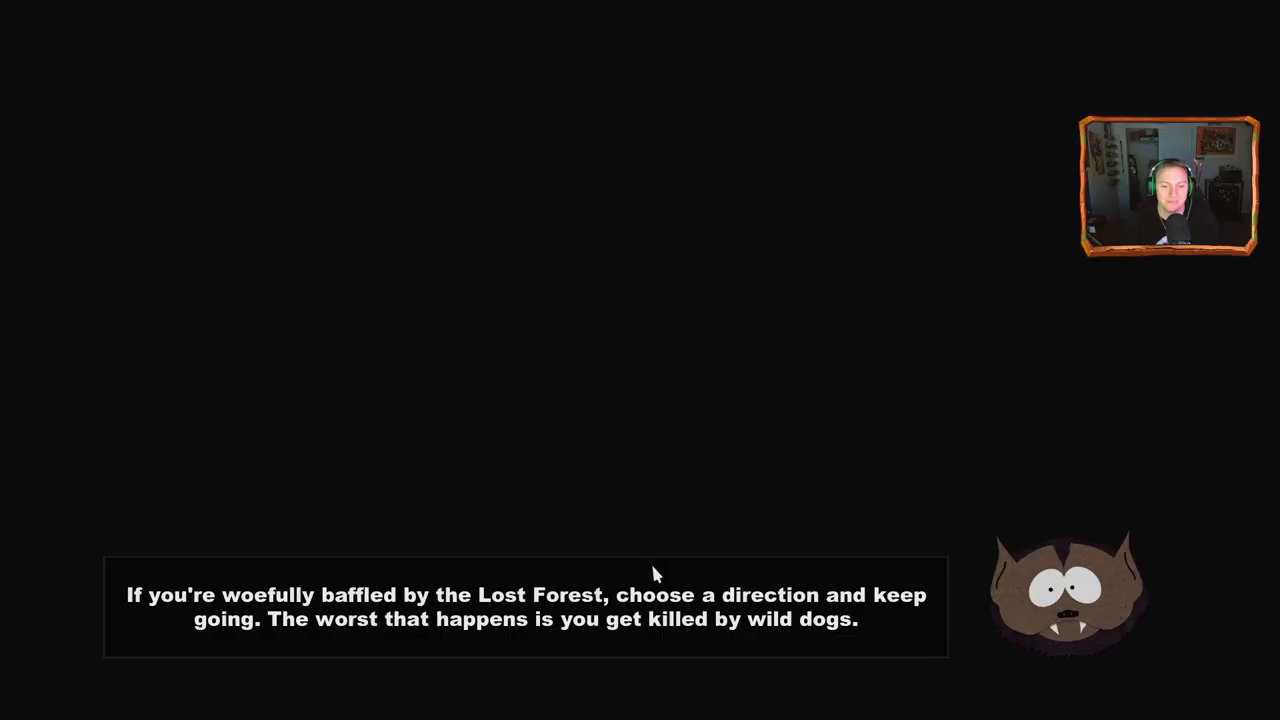 If you're woefully baffled by the Lost Forest, choose a direction and keep
going. The worst that happens is you get killed by wild dogs.